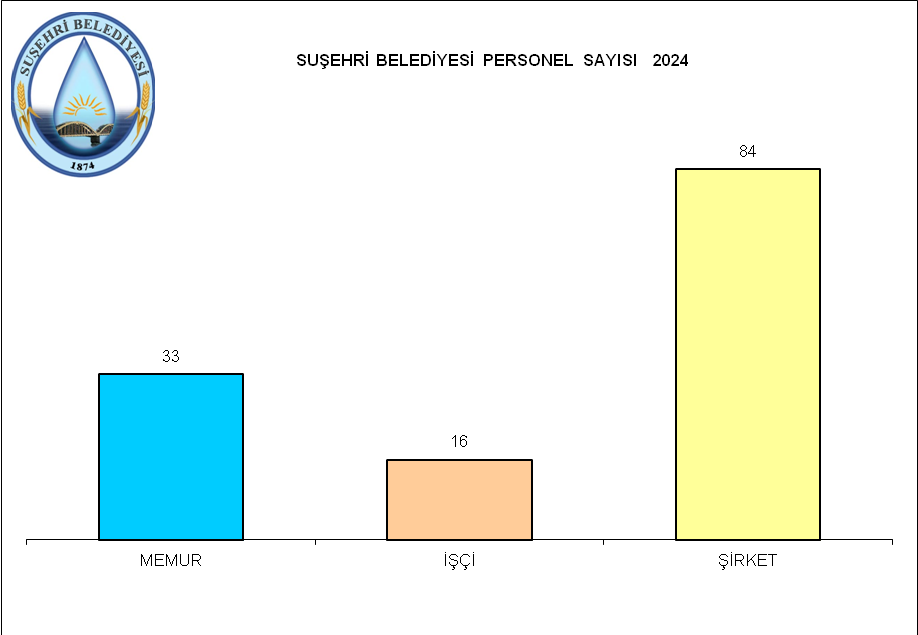 SUŞEHRİ BELEDİYESİ
1874
SUŞEHRİ BELEDİYESİ PERSONEL SAYISI 2024
84
33
16
MEMUR İŞÇİ ŞİRKET